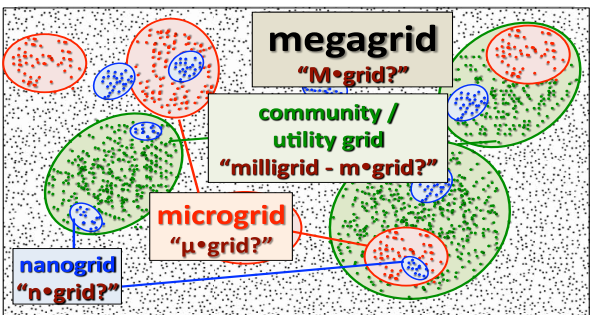 megagrid
“M•grid?”
community /
utility grid
“milligrid - m•grid?”
microgrid
“µ•grid?”
nanogrid
“n•grid?”